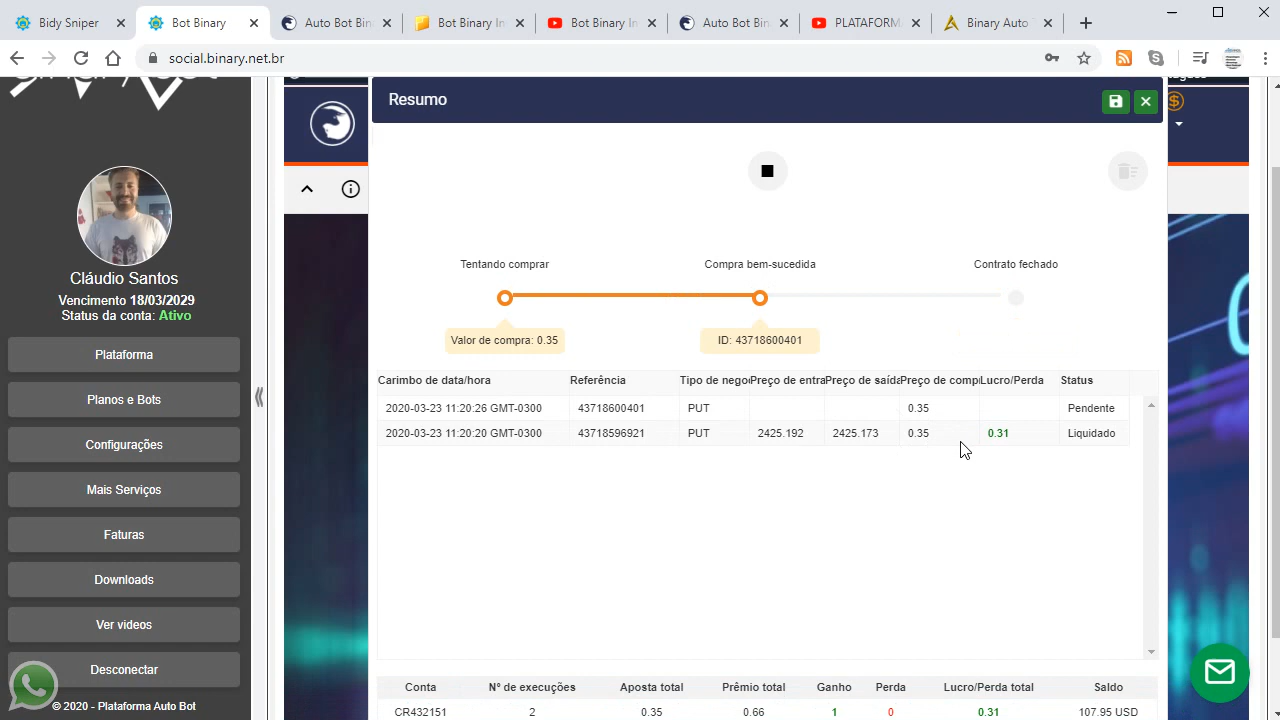 Bidy Sniper
Bot Binary
Auto Bot Bina
Bot Binary In
Bot Binary In
Auto Bot Bin
PLATAFORMA
Binary Auto
social.binary.net.br
Resumo
Cláudio Santos
Vencimento 18/03/2029
Status da conta: Ativo
Plataforma
Planos e Bots
Configurações
Mais Serviços
Faturas
Downloads
Ver videos
Desconectar
© 2020 - Plataforma Auto Bot
Tentando comprar Compra bem-sucedida Contrato fechado
Valor de compra: 0.35 ID: 43718600401
Carimbo de data/hora Referência Tipo de nego Preço de entra Preço de saída Preço de comp Lucro/Perda Status
2020-03-23 11:20:26 GMT-0300 43718600401 PUT 0.35 Pendente
2020-03-23 11:20:20 GMT-0300 43718596921 PUT 2425.192 2425.173 0.35 0.31 Liquidado
Conta Nº de execuções Aposta total Prêmio total Ganho Perda Lucro/Perda total Saldo
CR432151 2 0.35 0.66 1 0 0.31 107.95 USD